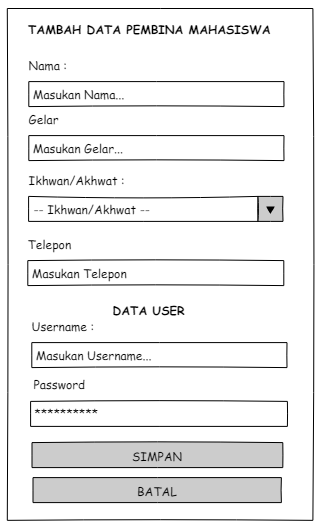 TAMBAH DATA PEMBINA MAHASISWA
Nama :
Masukan Nama...
Gelar
Masukan Gelar...
Ikhwan/Akhwat :
-- Ikhwan/Akhwat --
Telepon
Masukan Telepon
DATA USER
Username :
Masukan Username...
Password
**********
SIMPAN
BATAL